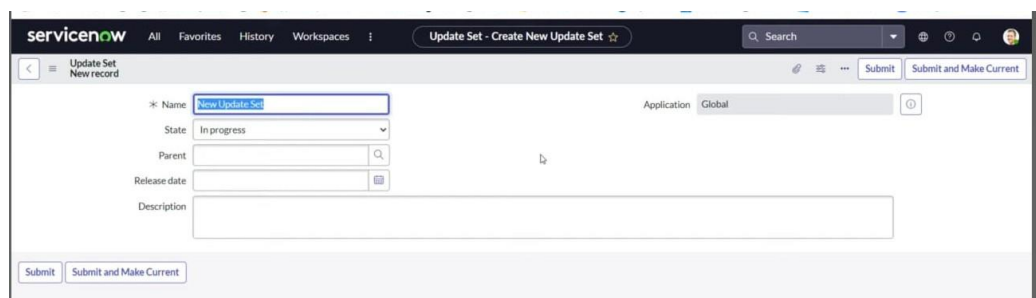 servicenow All Favorites History Workspaces Update Set - Create New Update Set Search
Update Set
New record
Submit Submit and Make Current
* Name New Update Set Application Global
State In progress
Parent
Release date
Description
Submit Submit and Make Current